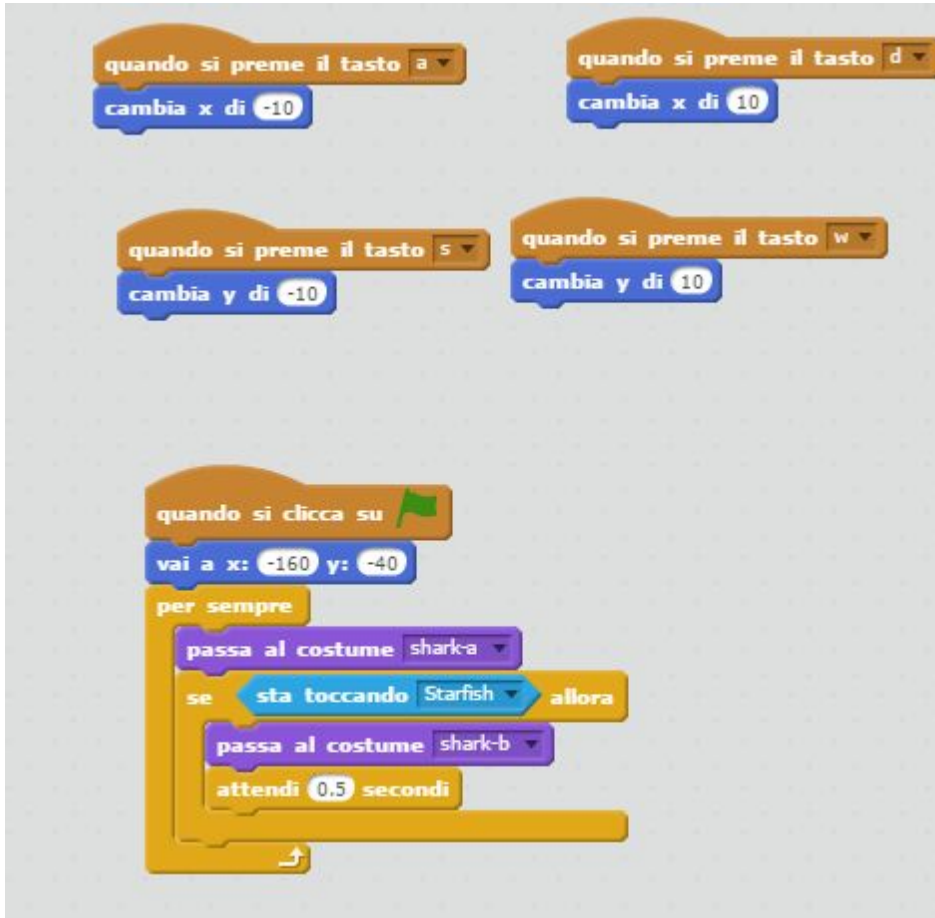 quando si preme il tasto a
cambia x di -10
quando si preme il tasto d
cambia x di 10
quando si preme il tasto s
cambia y di -10
quando si preme il tasto w
cambia y di 10
quando si clicca su
vai a x: -160 y: -40
per sempre
passa al costume shark-a
se sta toccando Starfish allora
passa al costume shark-b
attendi 0.5 secondi